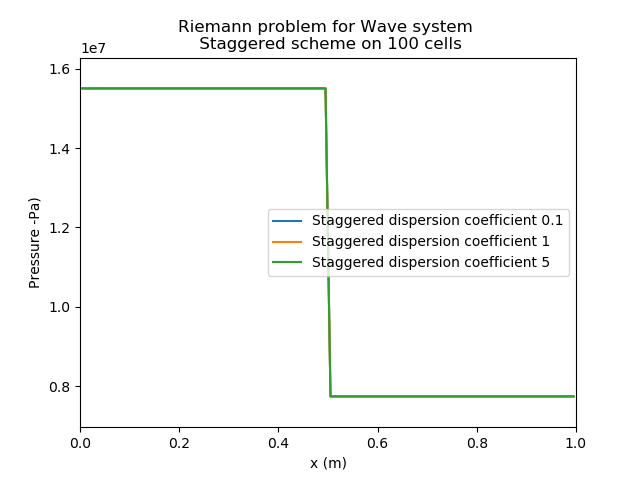 Riemann problem for Wave system
Staggered scheme on 100 cells
1e7
1.6
1.4
1.2
1.0
0.8
Pressure -Pa)
Staggered dispersion coefficient 0.1
Staggered dispersion coefficient 1
Staggered dispersion coefficient 5
0.0
0.2
0.4
0.6
0.8
1.0
x (m)